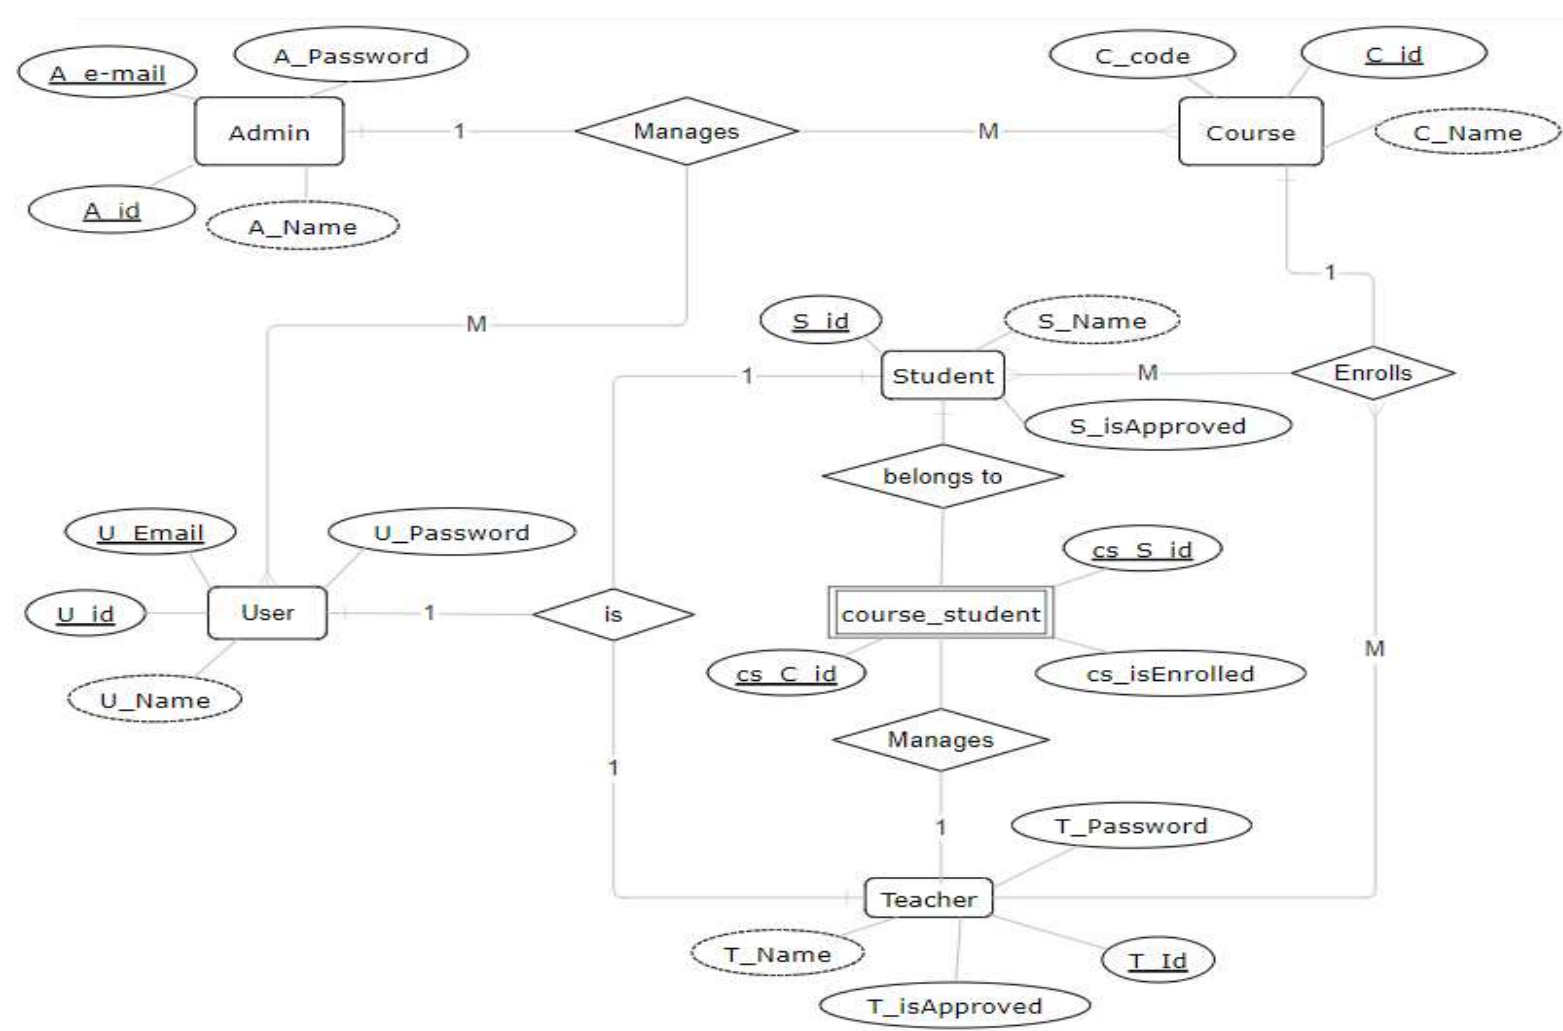 A_Password
C_code
C_id
A_e-mail
Admin
1
Manages
M
Course
C_Name
A_id
A_Name
1
S_id
S_Name
M
1
Student
M
Enrolls
S_isApproved
belongs to
U_Email
U_Password
cs_S_id
U_id
User
1
is
course_student
M
cs_C_id
cs_isEnrolled
U_Name
Manages
1
1
T_Password
Teacher
T_Name
T_Id
T_isApproved